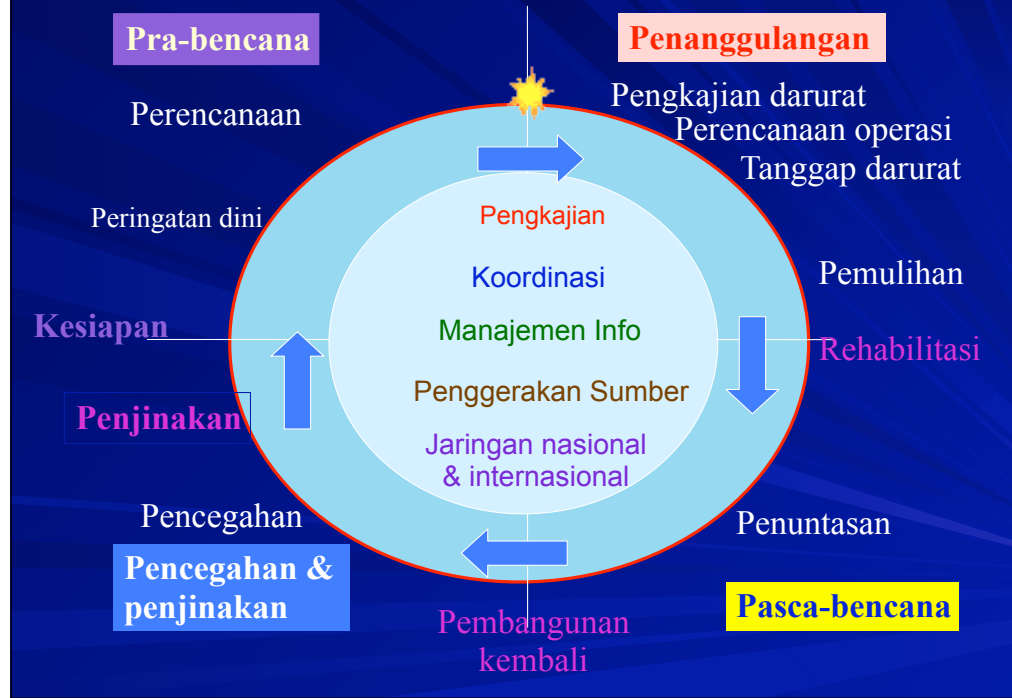 Pra-bencana
Penanggulangan
Perencanaan
Pengkajian darurat
Perencanaan operasi
Tanggap darurat
Peringatan dini
Pengkajian
Koordinasi
Pemulihan
Kesiapan
Manajemen Info
Rehabilitasi
Penjinakan
Penggerakan Sumber
Jaringan nasional
& internasional
Pencegahan
Penuntasan
Pencegahan &
penjinakan
Pasca-bencana
Pembangunan
kembali